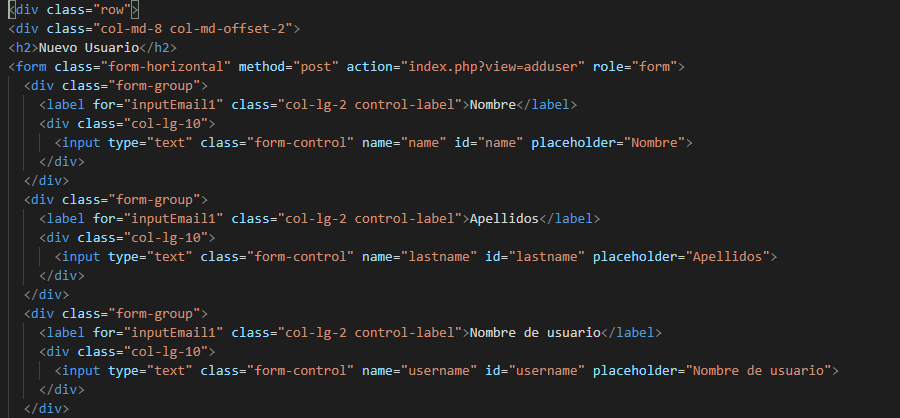 <div class="row">
<div class="col-md-8 col-md-offset-2">
<h2>Nuevo Usuario</h2>
<form class="form-horizontal" method="post" action="index.php?view=adduser" role="form">
<div class="form-group">
<label for="inputEmail1" class="col-lg-2 control-label">Nombre</label>
<div class="col-lg-10">
<input type="text" class="form-control" name="name" id="name" placeholder="Nombre">
</div>
</div>
<div class="form-group">
<label for="inputEmail1" class="col-lg-2 control-label">Apellidos</label>
<div class="col-lg-10">
<input type="text" class="form-control" name="lastname" id="lastname" placeholder="Apellidos">
</div>
</div>
<div class="form-group">
<label for="inputEmail1" class="col-lg-2 control-label">Nombre de usuario</label>
<div class="col-lg-10">
<input type="text" class="form-control" name="username" id="username" placeholder="Nombre de usuario">
</div>
</div>